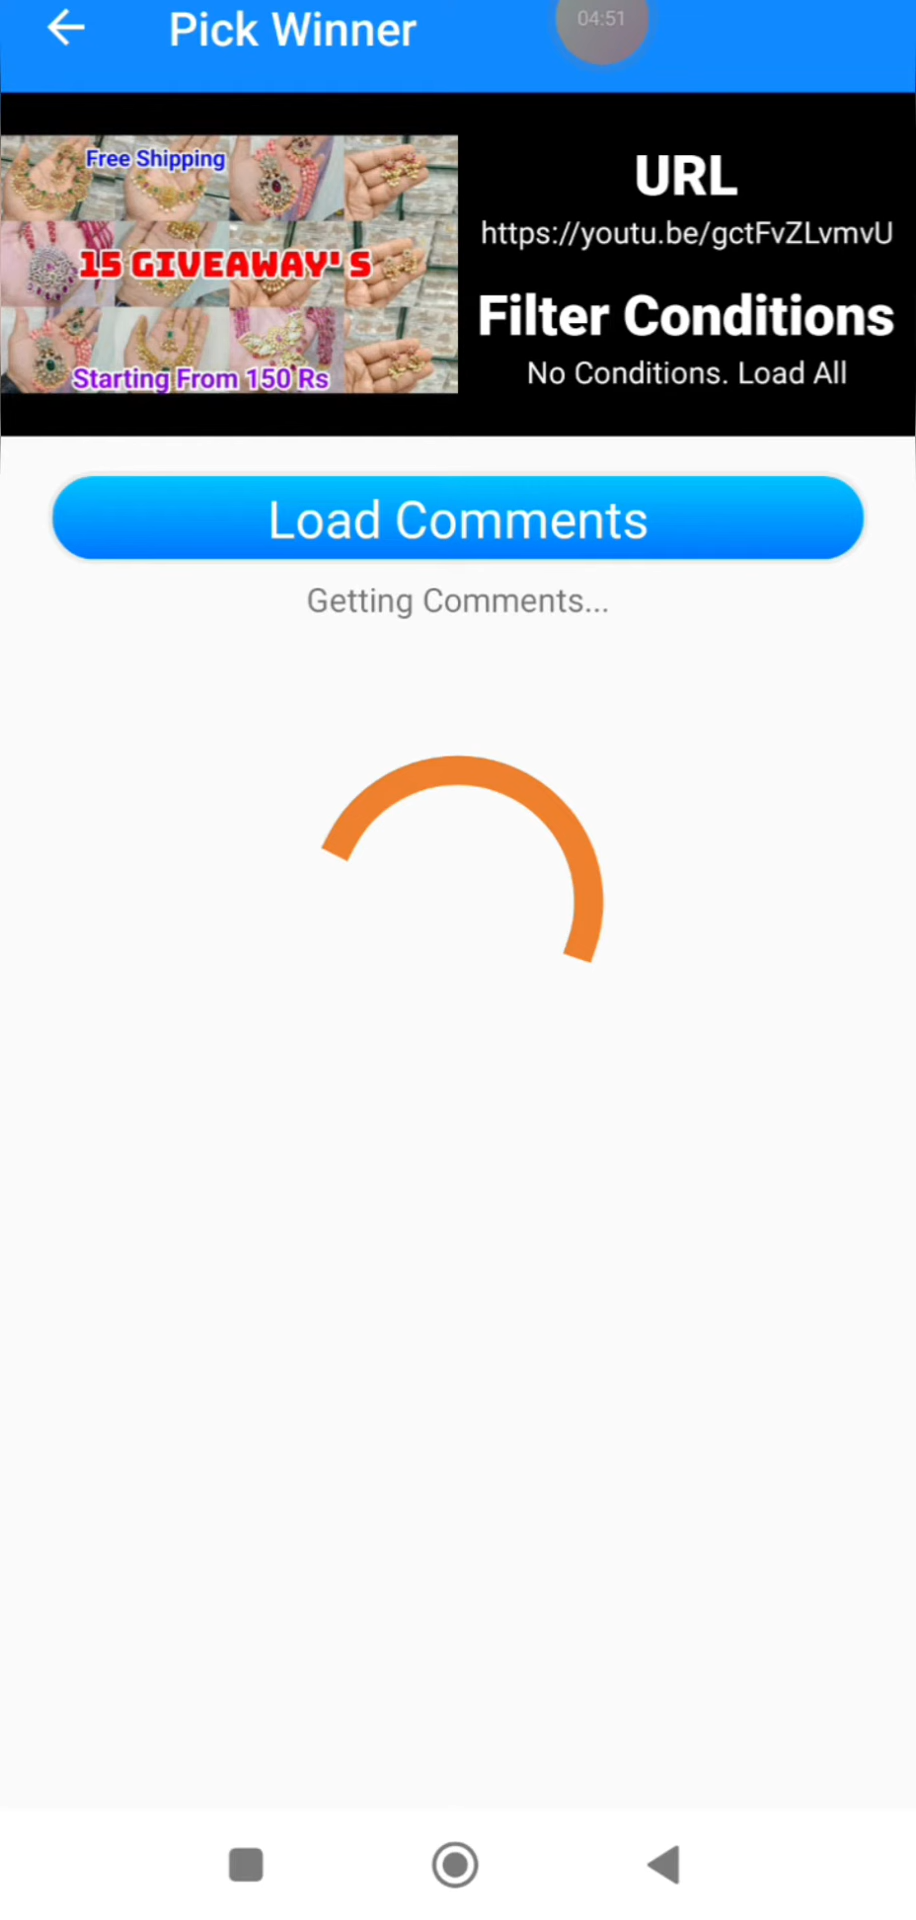 Pick Winner
04:51
Free Shipping
15 GIVEAWAY' S
Starting From 150 Rs
URL
https://youtu.be/gctFvZLvmvU
Filter Conditions
No Conditions. Load All
Load Comments
Getting Comments...